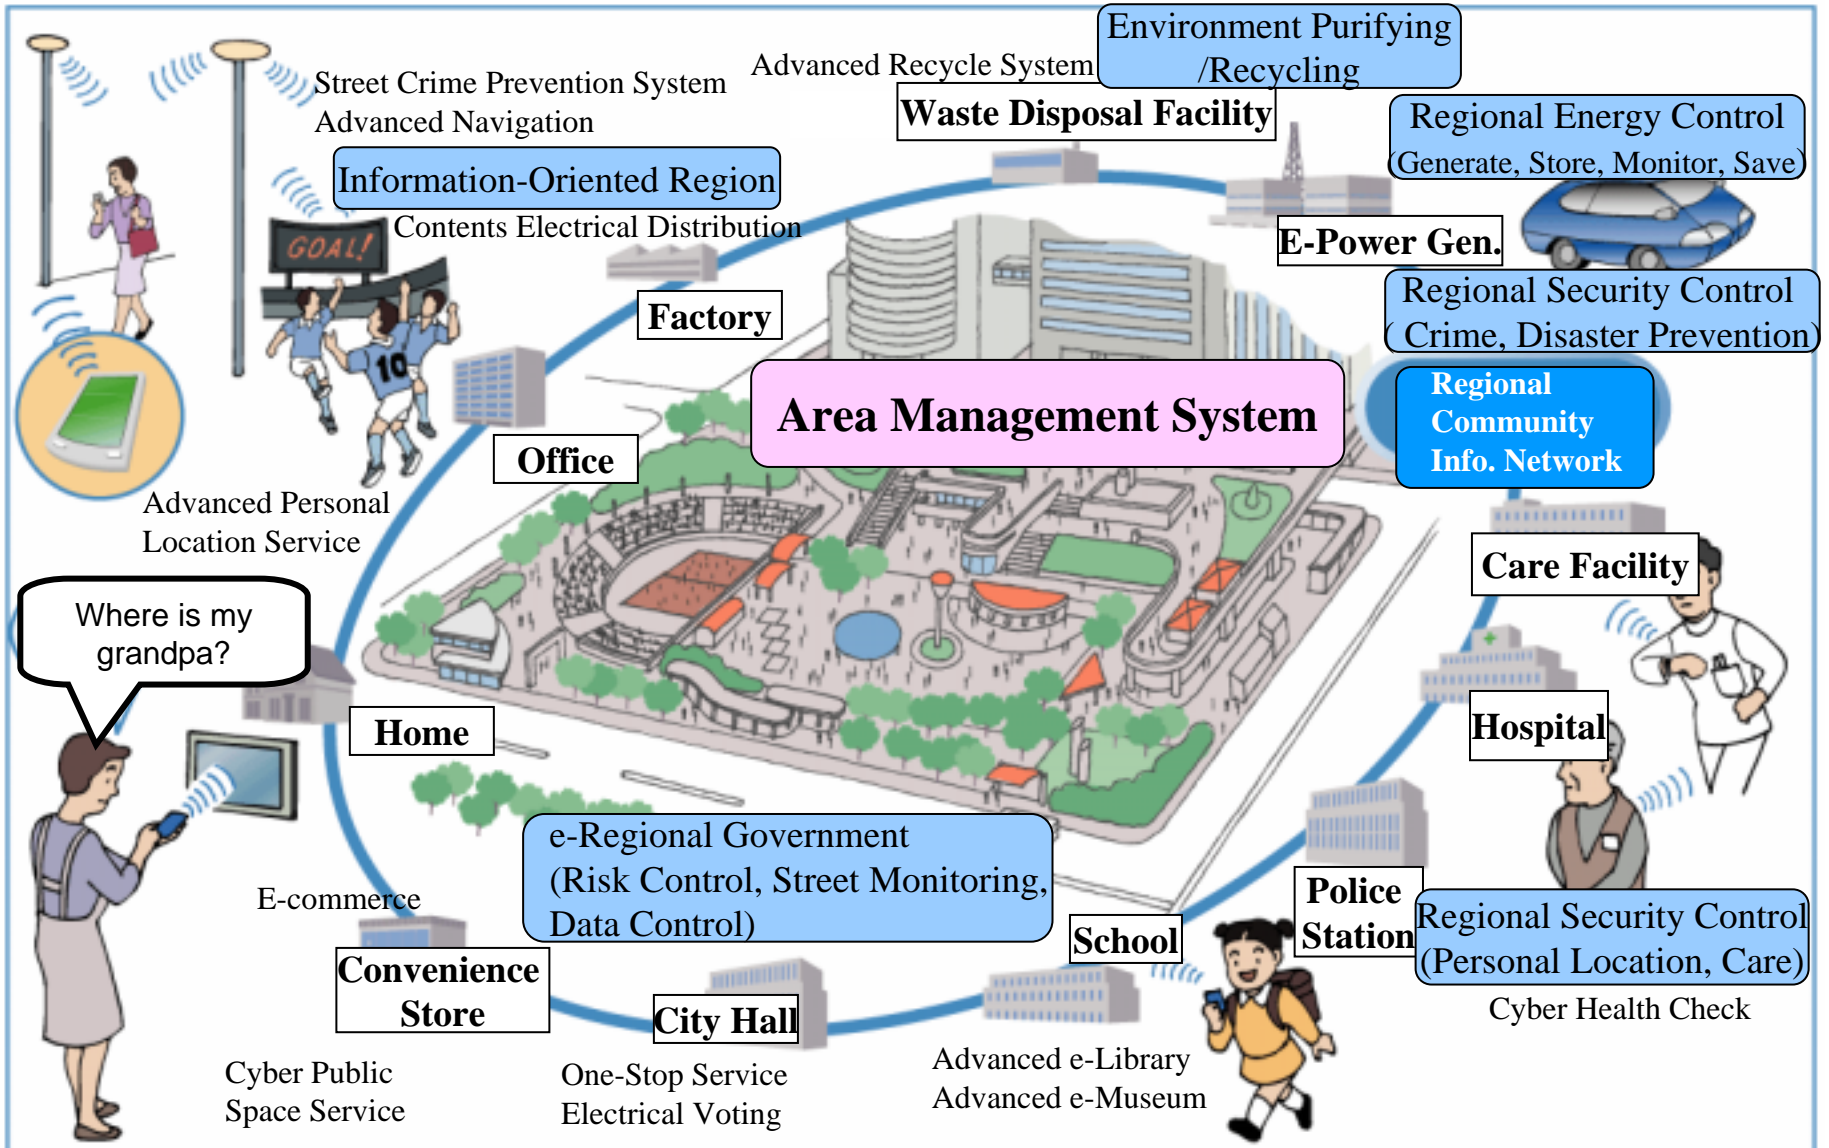 Environment Purifying
/Recycling
Advanced Recycle System
Waste Disposal Facility
Street Crime Prevention System
Advanced Navigation
Information-Oriented Region
Contents Electrical Distribution
GOAL!
10
Regional Energy Control
(Generate, Store, Monitor, Save)
E-Power Gen.
Regional Security Control
( Crime, Disaster Prevention)
Factory
Office
Area Management System
Regional
Community
Info. Network
Advanced Personal
Location Service
Care Facility
Where is my
grandpa?
Home
Hospital
e-Regional Government
(Risk Control, Street Monitoring,
Data Control)
E-commerce
Convenience
Store
City Hall
School
Police
Station
Regional Security Control
(Personal Location, Care)
Cyber Health Check
Cyber Public
Space Service
One-Stop Service
Electrical Voting
Advanced e-Library
Advanced e-Museum